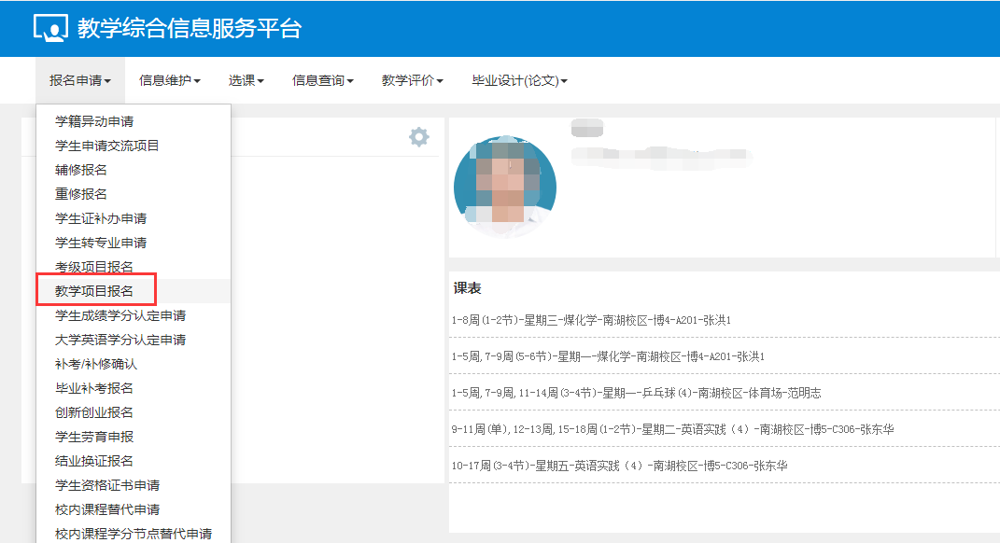 教学综合信息服务平台
报名申请 信息维护 选课 信息查询 教学评价 毕业设计(论文)
学籍异动申请
学生申请交流项目
辅修报名
重修报名
学生证补办申请
学生转专业申请
考级项目报名
教学项目报名
学生成绩学分认定申请
大学英语学分认定申请
补考/补修确认
毕业补考报名
创新创业报名
学生劳育申报
结业换证报名
学生资格证书申请
校内课程替代申请
校内课程学分节点替代申请
课表
1-8周(1-2节)-星期三-煤化学-南湖校区-博4-A201-张洪1
1-5周,7-9周(5-6节)-星期一-煤化学-南湖校区-博4-A201-张洪1
1-5周,7-9周,11-14周(3-4节)-星期一-乒乓球(4)-南湖校区-体育场-范明志
9-11周(单),12-13周,15-18周(1-2节)-星期二-英语实践（4）-南湖校区-博5-C306-张东华
10-17周(3-4节)-星期五-英语实践（4）-南湖校区-博5-C306-张东华